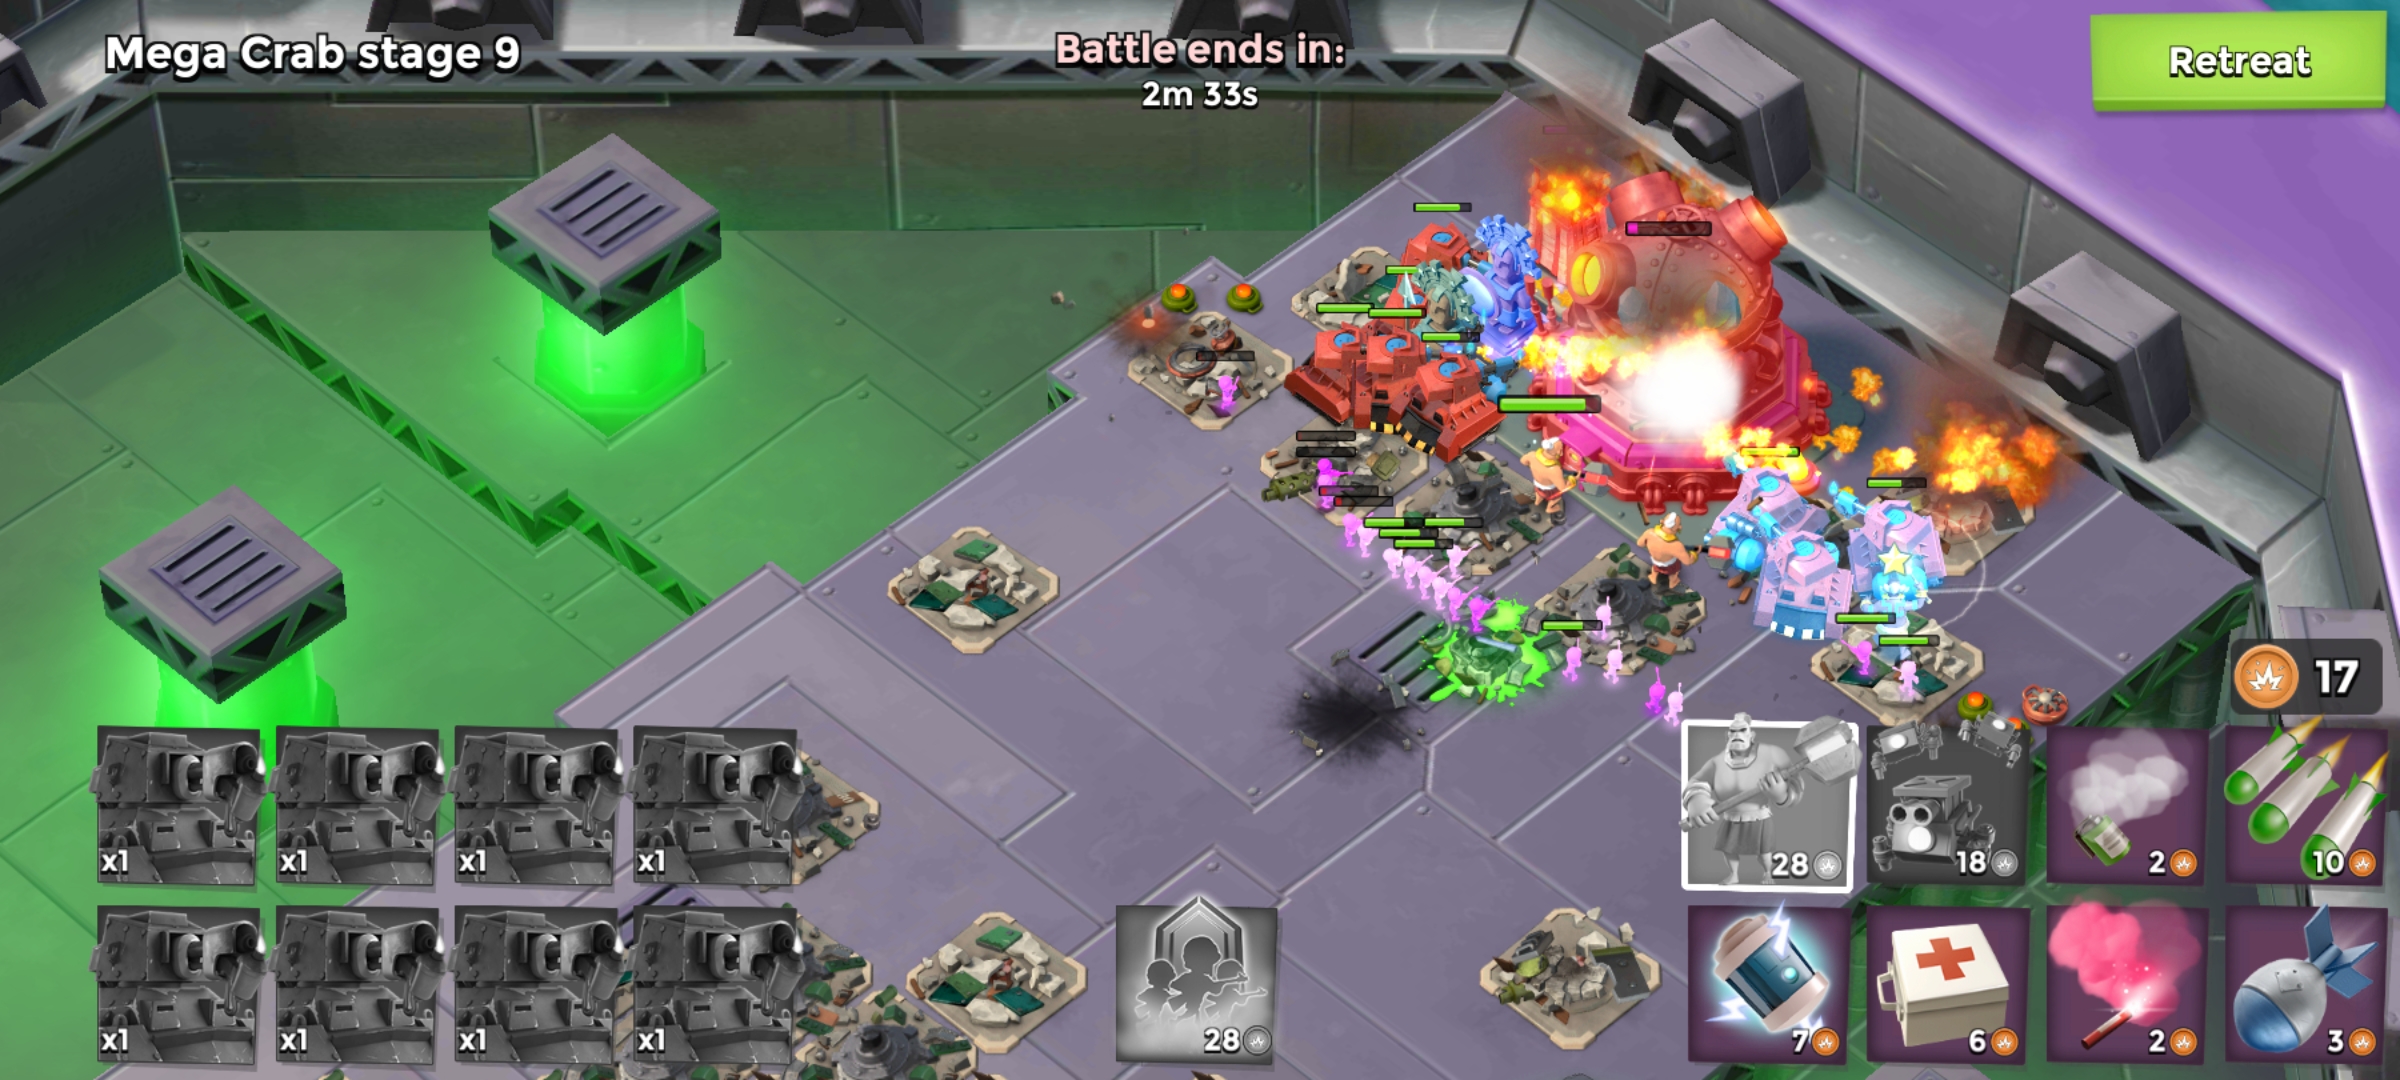 Mega Crab stage 9
Battle ends in:
2m 33s
Retreat
17
x1
x1
x1
x1
28
18
2
10
x1
x1
x1
x1
28
7
6
2
3